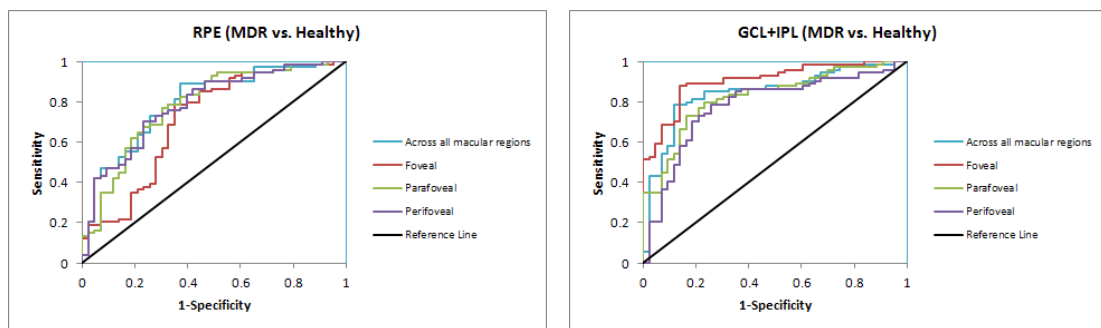 RPE (MDR vs. Healthy)
1
0.8
0.6
0.4
0.2
0
0 0.2 0.4 0.6 0.8 1
Sensitivity
1-Specificity
Across all macular regions
Foveal
Parafoveal
Perifoveal
Reference Line
GCL+IPL (MDR vs. Healthy)
1
0.8
0.6
0.4
0.2
0
0 0.2 0.4 0.6 0.8 1
Sensitivity
1-Specificity
Across all macular regions
Foveal
Parafoveal
Perifoveal
Reference Line